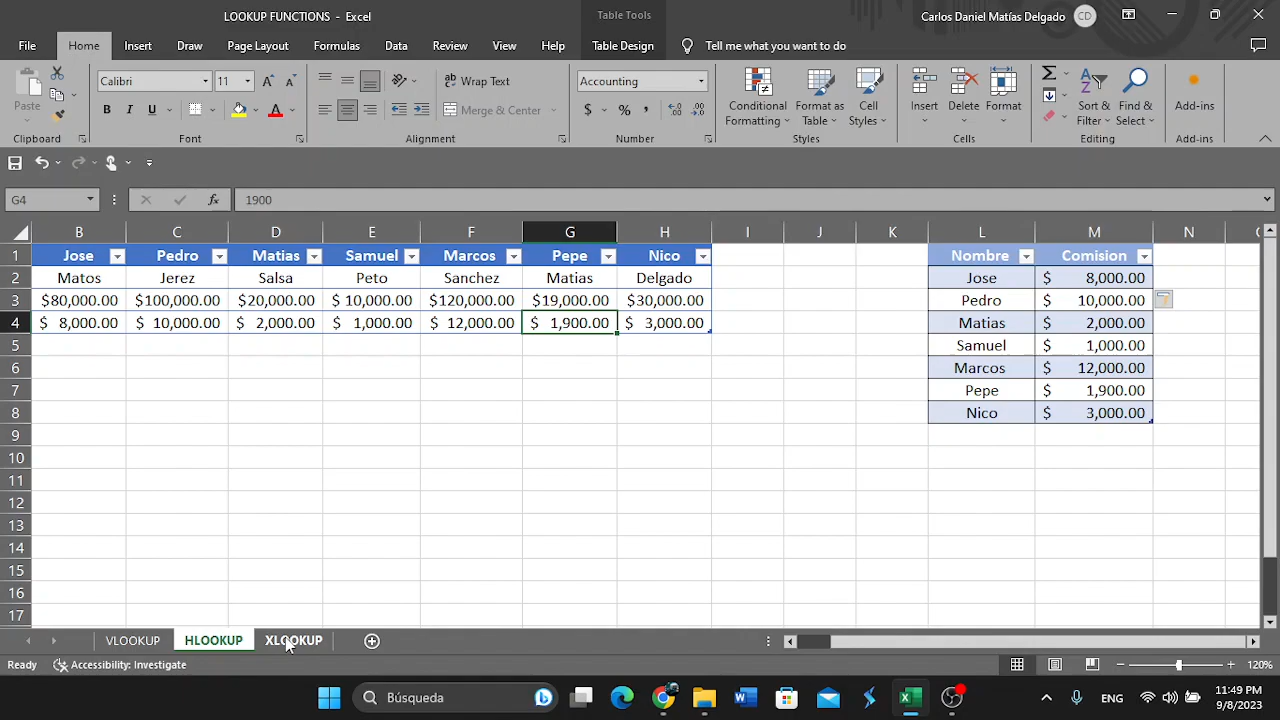 LOOKUP FUNCTIONS - Excel
Table Tools
Carlos Daniel Matías Delgado CD
File Home Insert Draw Page Layout Formulas Data Review View Help Table Design Tell me what you want to do
Paste
Calibri 11
Wrap Text
Accounting
B I U
Merge & Center
$ % ,
Conditional Formatting
Format as Table
Cell Styles
Insert
Delete
Format
Sort & Filter
Find & Select
Add-ins
Clipboard Font Alignment Number Styles Cells Editing Add-ins
G4 fx 1900
B C D E F G H I J K L M N
1 Jose Pedro Matias Samuel Marcos Pepe Nico Nombre Comision
2 Matos Jerez Salsa Peto Sanchez Matias Delgado Jose $ 8,000.00
3 $80,000.00 $100,000.00 $20,000.00 $ 10,000.00 $120,000.00 $19,000.00 $30,000.00 Pedro $ 10,000.00
4 $ 8,000.00 $ 10,000.00 $ 2,000.00 $ 1,000.00 $ 12,000.00 $ 1,900.00 $ 3,000.00 Matias $ 2,000.00
5 Samuel $ 1,000.00
6 Marcos $ 12,000.00
7 Pepe $ 1,900.00
8 Nico $ 3,000.00
9
10
11
12
13
14
15
16
17
VLOOKUP HLOOKUP XLOOKUP
Ready Accessibility: Investigate 120%
Búsqueda
ENG
11:49 PM
9/8/2023